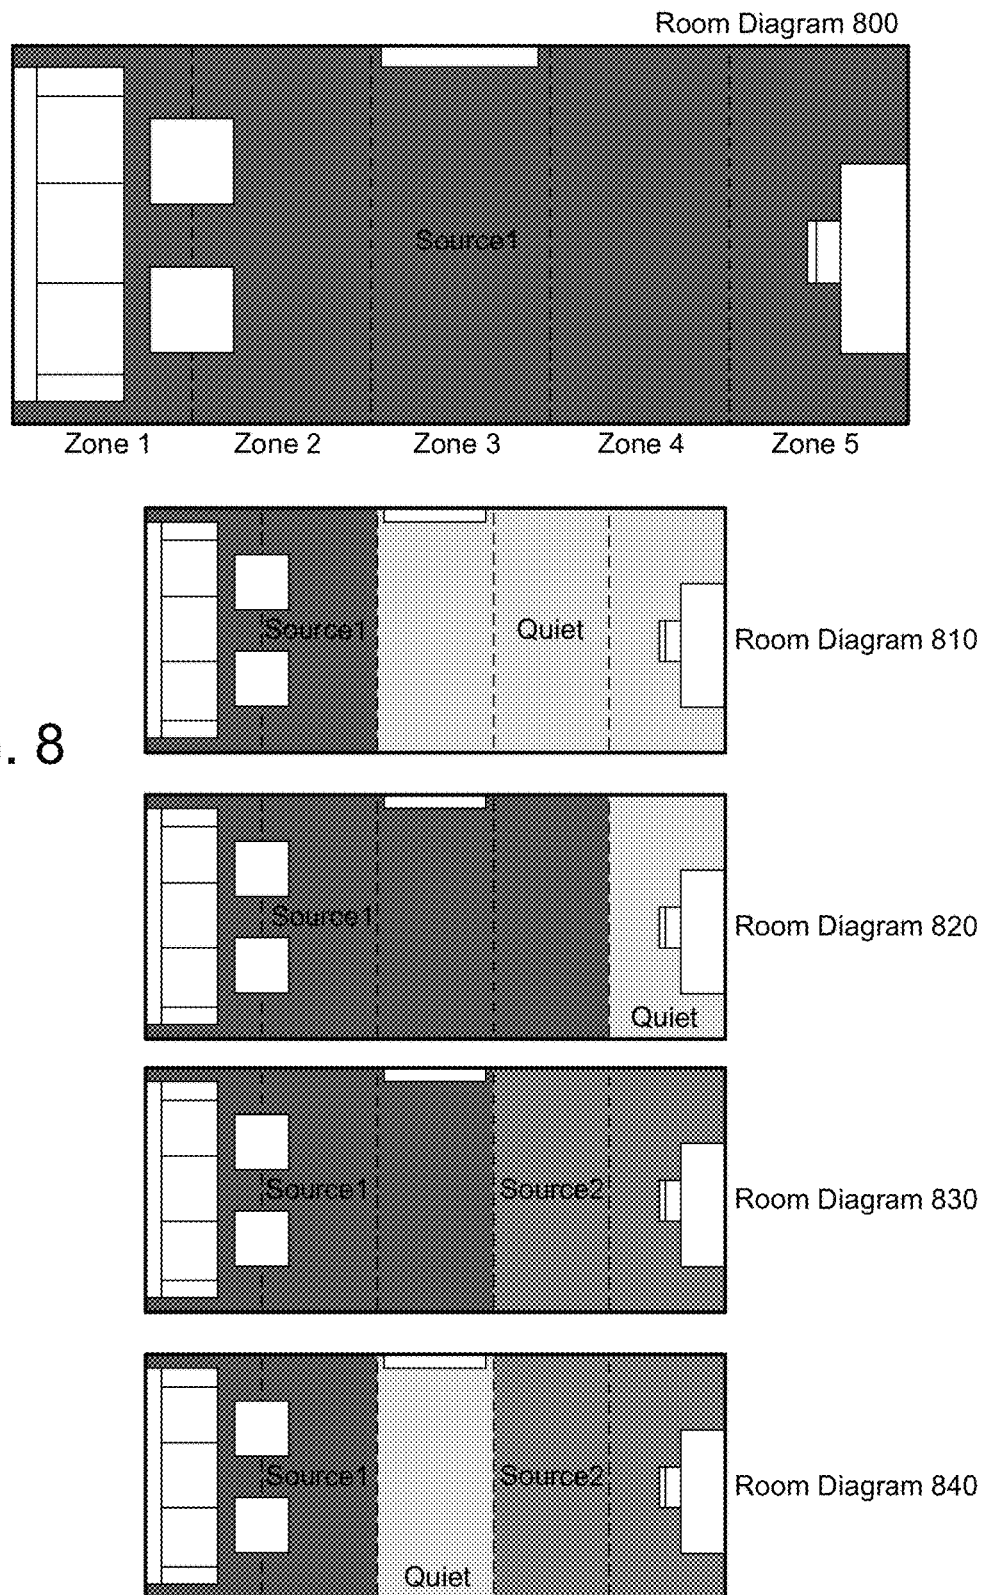 Room Diagram 800
Source1
Zone 1 Zone 2 Zone 3 Zone 4 Zone 5
Source1 Quiet
Room Diagram 810
. 8
Source1
Room Diagram 820
Quiet
Source1 Source2
Room Diagram 830
Source1 Source2
Room Diagram 840
Quiet